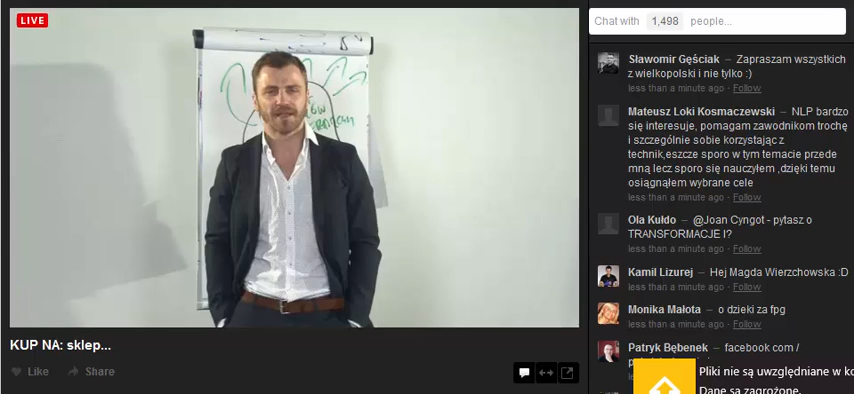 LIVE
KUP NA: sklep...
Like
Share
Chat with 1,498 people...
Sławomir Gęściak – Zapraszam wszystkich
z wielkopolski i nie tylko :)
less than a minute ago · Follow
Mateusz Loki Kosmaczewski – NLP bardzo
się interesuje, pomagam zawodnikom trochę
i szczególnie sobie korzystając z
technik,eszcze sporo w tym temacie przede
mną lecz sporo się nauczyłem ,dzięki temu
osiągnąłem wybrane cele
less than a minute ago · Follow
Ola Kułdo – @Joan Cyngot - pytasz o
TRANSFORMACJE I?
less than a minute ago · Follow
Kamil Lizurej – Hej Magda Wierzchowska :D
less than a minute ago · Follow
Monika Małota – o dzieki za fpg
less than a minute ago · Follow
Patryk Bębenek – facebook com /
Pliki nie są uwzględniane w
Dane są zagrożone.